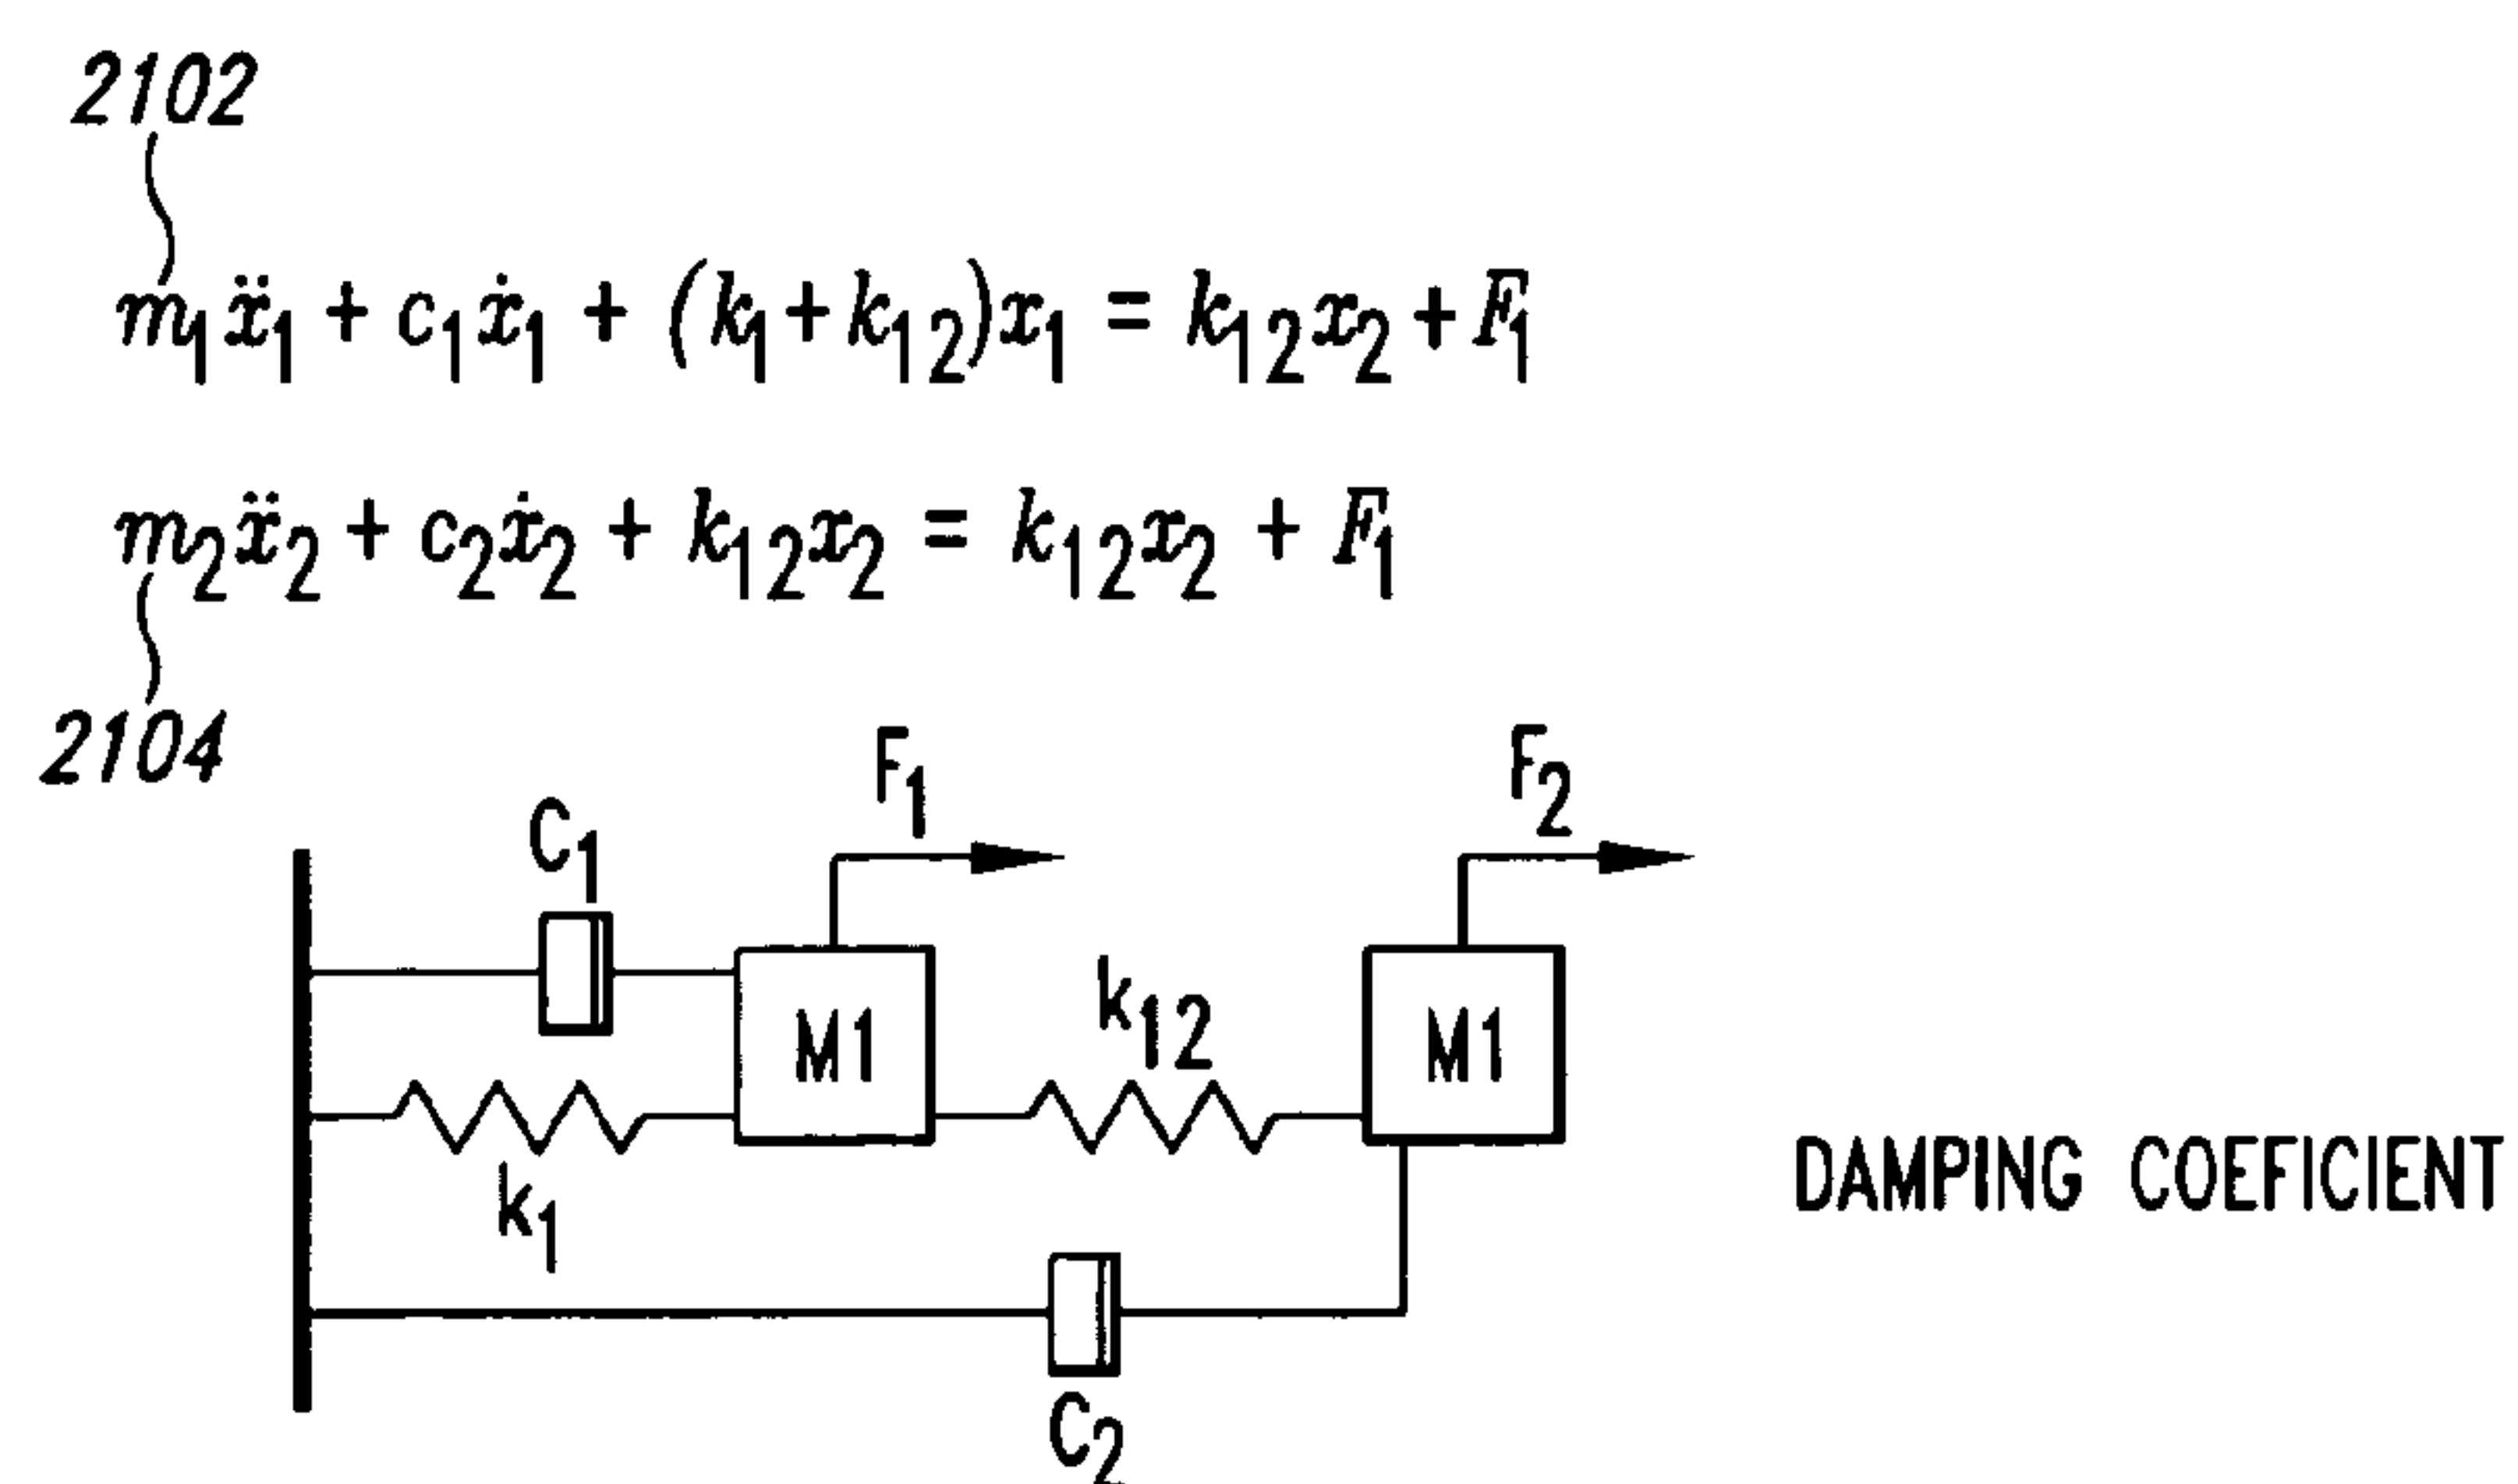 2102
m₁ẍ₁ + c₁ẋ₁ + (k₁+k₁₂)x₁ = k₁₂x₂ + F₁
m₂ẍ₂ + c₂ẋ₂ + k₁₂x₂ = k₁₂x₂ + F₁
2104
F₁
F₂
C₁
k₁₂
M1
M1
k₁
DAMPING COEFICIENT
C₂